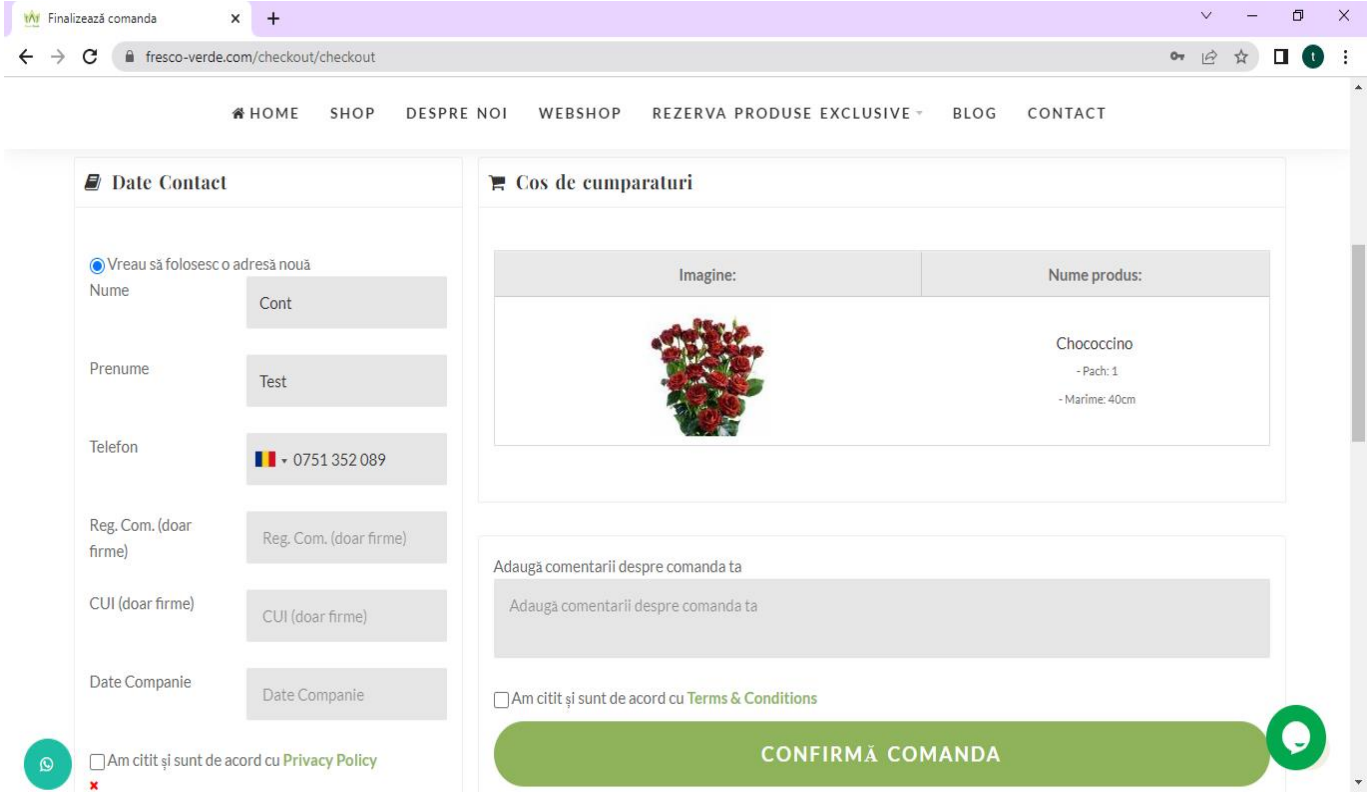 Finalizează comanda
fresco-verde.com/checkout/checkout
t
HOME SHOP DESPRE NOI WEBSHOP REZERVA PRODUSE EXCLUSIVE BLOG CONTACT
Date Contact
Vreau să folosesc o adresă nouă
Nume
Cont
Prenume
Test
Telefon
0751 352 089
Reg. Com. (doar
firme)
Reg. Com. (doar firme)
CUI (doar firme)
CUI (doar firme)
Date Companie
Date Companie
Am citit și sunt de acord cu Privacy Policy
Cos de cumparaturi
Imagine: Nume produs:
Chococcino
- Pach: 1
- Marime: 40cm
Adaugă comentarii despre comanda ta
Adaugă comentarii despre comanda ta
Am citit și sunt de acord cu Terms & Conditions
CONFIRMĂ COMANDA